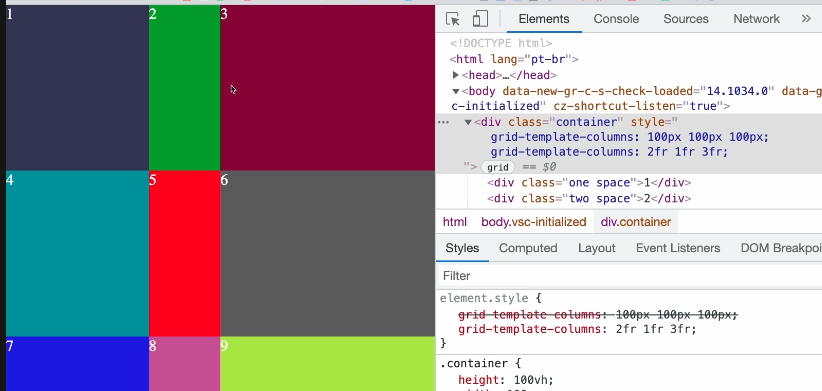 1 2 3
4 5 6
7 8 9
Elements Console Sources Network »
<!DOCTYPE html>
<html lang="pt-br">
▶<head>…</head>
▼<body data-new-gr-c-s-check-loaded="14.1034.0" data-g
c-initialized" cz-shortcut-listen="true">
⋯ ▼<div class="container" style="
grid-template-columns: 100px 100px 100px;
grid-template-columns: 2fr 1fr 3fr;
"> grid == $0
<div class="one space">1</div>
<div class="two space">2</div>
html body.vsc-initialized div.container
Styles Computed Layout Event Listeners DOM Breakpoi
Filter
element.style {
grid-template-columns: 100px 100px 100px;
grid-template-columns: 2fr 1fr 3fr;
}
.container {
height: 100vh;